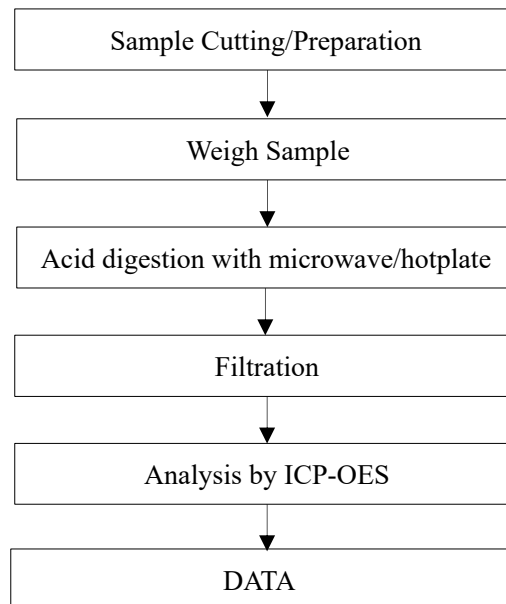 Sample Cutting/Preparation
Weigh Sample
Acid digestion with microwave/hotplate
Filtration
Analysis by ICP-OES
DATA